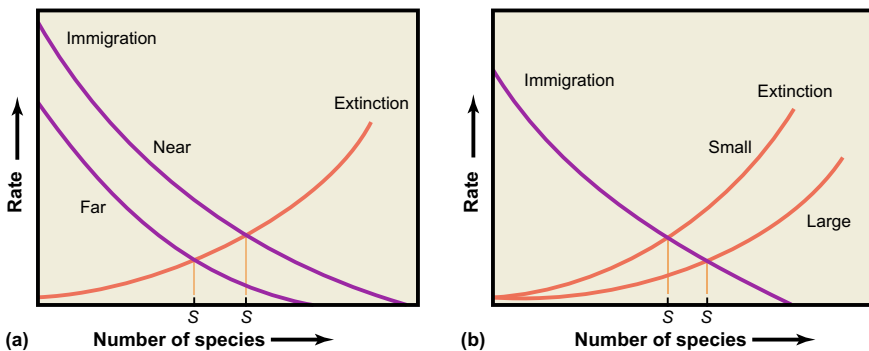 Immigration
Near
Far
Extinction
Rate
S
S
(a)
Number of species
Immigration
Extinction
Small
Large
Rate
S
S
(b)
Number of species